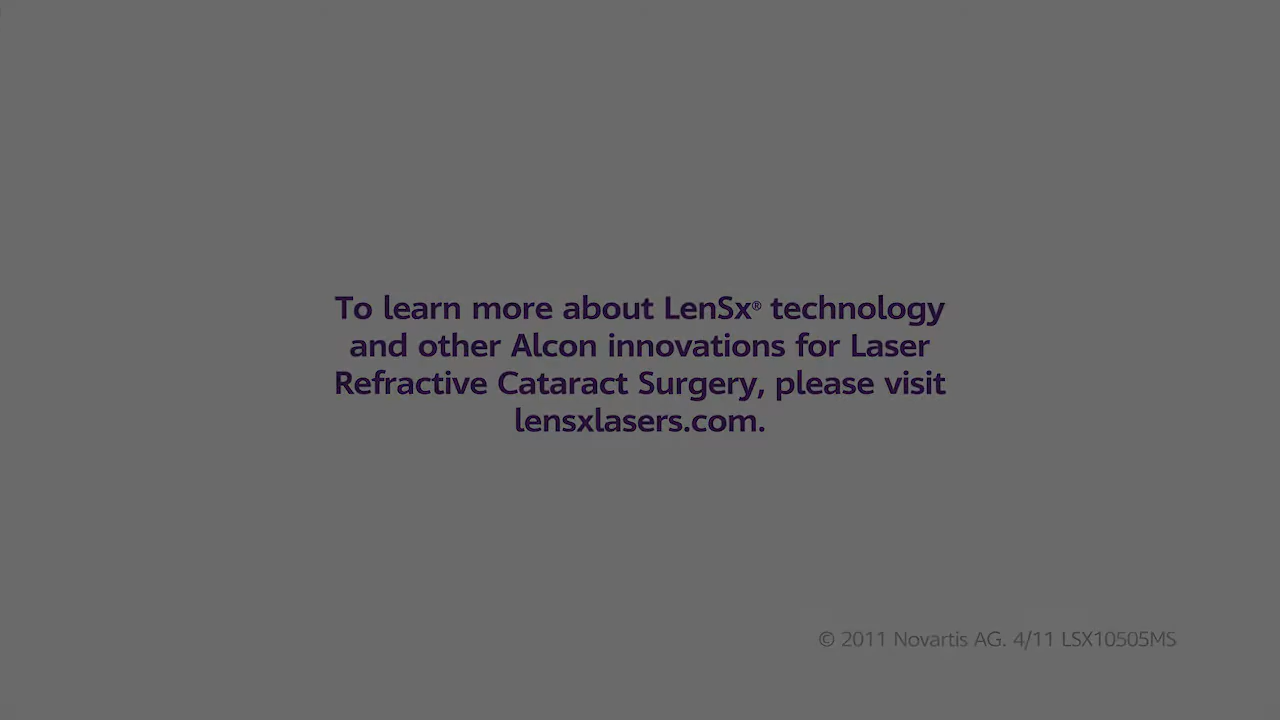 To learn more about LenSx® technology
and other Alcon innovations for Laser
Refractive Cataract Surgery, please visit
lensxlasers.com.
© 2011 Novartis AG. 4/11 LSX10505MS